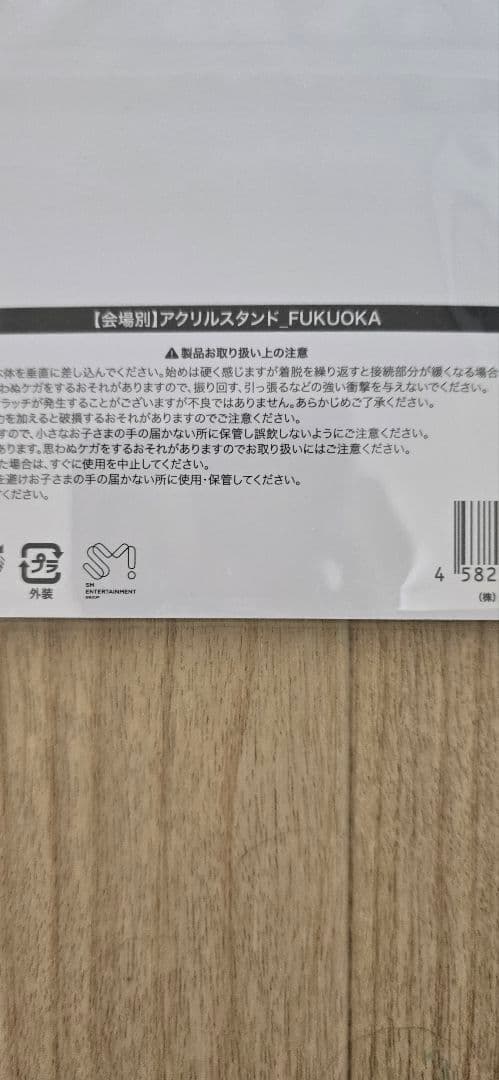 【会場別】アクリルスタンド_FUKUOKA
⚠製品お取り扱い上の注意
体を垂直に差し込んでください。始めは硬く感じますが着脱を繰り返すと接続部分が緩くなる場合
わぬケガをするおそれがありますので、振り回す、引っ張るなどの強い衝撃を与えないでください。
ラッチが発生することがございますが不良ではありません。あらかじめご了承ください。
を加えると破損するおそれがありますのでご注意ください。
すので、小さなお子さまの手の届かない所に保管し誤飲しないようにご注意ください。
あります。思わぬケガをするおそれがありますのでお取り扱いにはご注意ください。
た場合は、すぐに使用を中止してください。
を避けお子さまの手の届かない所に使用・保管してください。
ください。
プラ
外装
SM!
SM
ENTERTAINMENT
GROUP
4 582
(株)